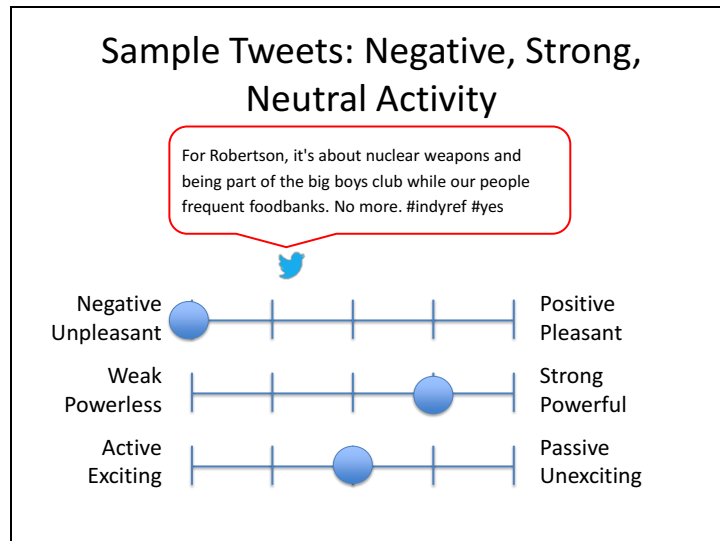 Sample Tweets: Negative, Strong,
Neutral Activity
For Robertson, it's about nuclear weapons and
being part of the big boys club while our people
frequent foodbanks. No more. #indyref #yes
Negative
Unpleasant
Positive
Pleasant
Weak
Powerless
Strong
Powerful
Active
Exciting
Passive
Unexciting